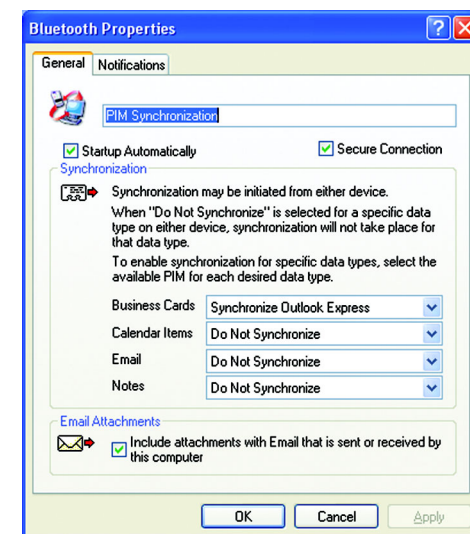 Bluetooth Properties
General Notifications
PIM Synchronization
Startup Automatically Secure Connection
Synchronization
Synchronization may be initiated from either device.
When "Do Not Synchronize" is selected for a specific data
type on either device, synchronization will not take place for
that data type.
To enable synchronization for specific data types, select the
available PIM for each desired data type.
Business Cards Synchronize Outlook Express
Calendar Items Do Not Synchronize
Email Do Not Synchronize
Notes Do Not Synchronize
Email Attachments
Include attachments with Email that is sent or received by
this computer
OK Cancel Apply